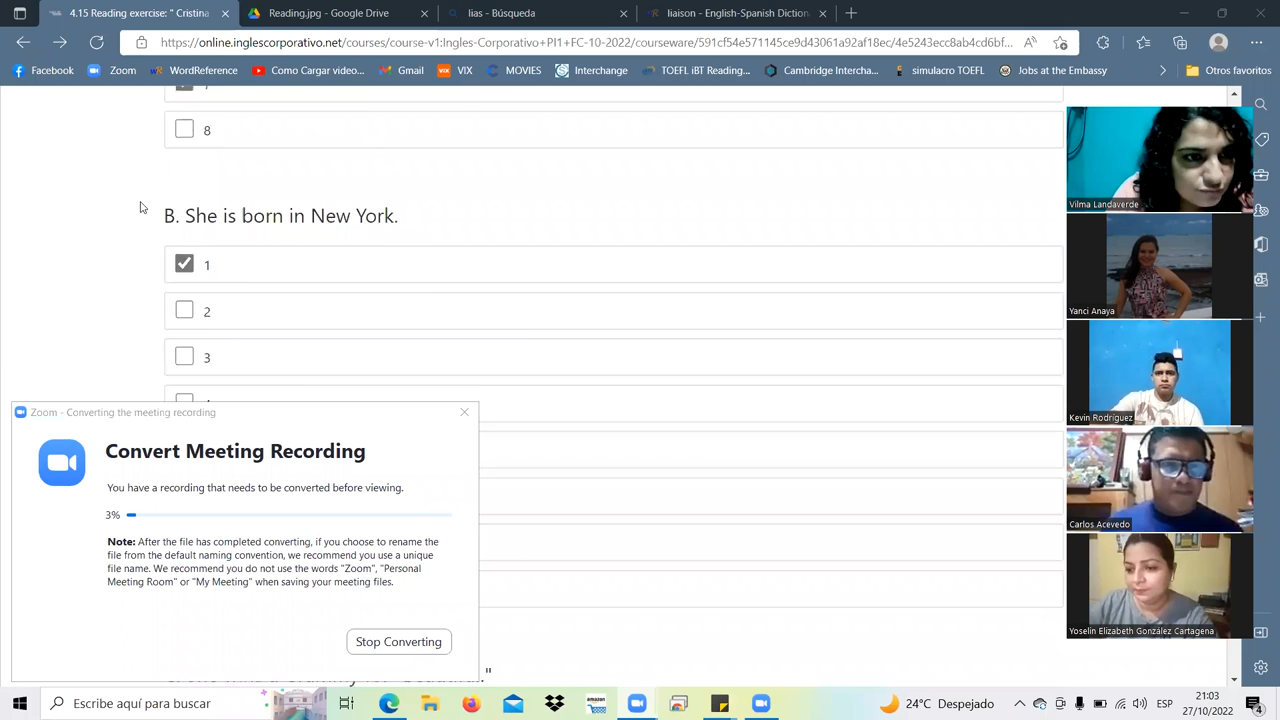 4.15 Reading: " Cristina
Reading.jpg - Google Drive
lias - Búsqueda
liaison - English-Spanish Diction
https://online.inglescorporativo.net/courses/course-v1:Ingles-Corporativo+PI1+FC-10-2022/courseware/591cf54e571145ce9d43061a92af18ec/4e5243ecc8ab4cd6bf...
Facebook
Zoom
WordReference
Como Cargar video...
Gmail
VIX
MOVIES
Interchange
TOEFL iBT Reading...
Cambridge Intercha...
simulacro TOEFL
Jobs at the Embassy
Otros favoritos
8
B. She is born in New York.
1
2
3
Zoom - Converting the meeting recording
Convert Meeting Recording
You have a recording that needs to be converted before viewing.
3%
Note: After the file has completed converting, if you choose to rename the
file from the default naming convention, we recommend you use a unique
file name. We recommend you do not use the words "Zoom", "Personal
Meeting Room" or "My Meeting" when saving your meeting files.
Stop Converting
Vilma Landaverde
Yanci Anaya
Kevin Rodríguez
Carlos Acevedo
Yoselin Elizabeth González Cartagena
Escribe aquí para buscar
amazon
24°C Despejado
ESP
21:03
27/10/2022
4